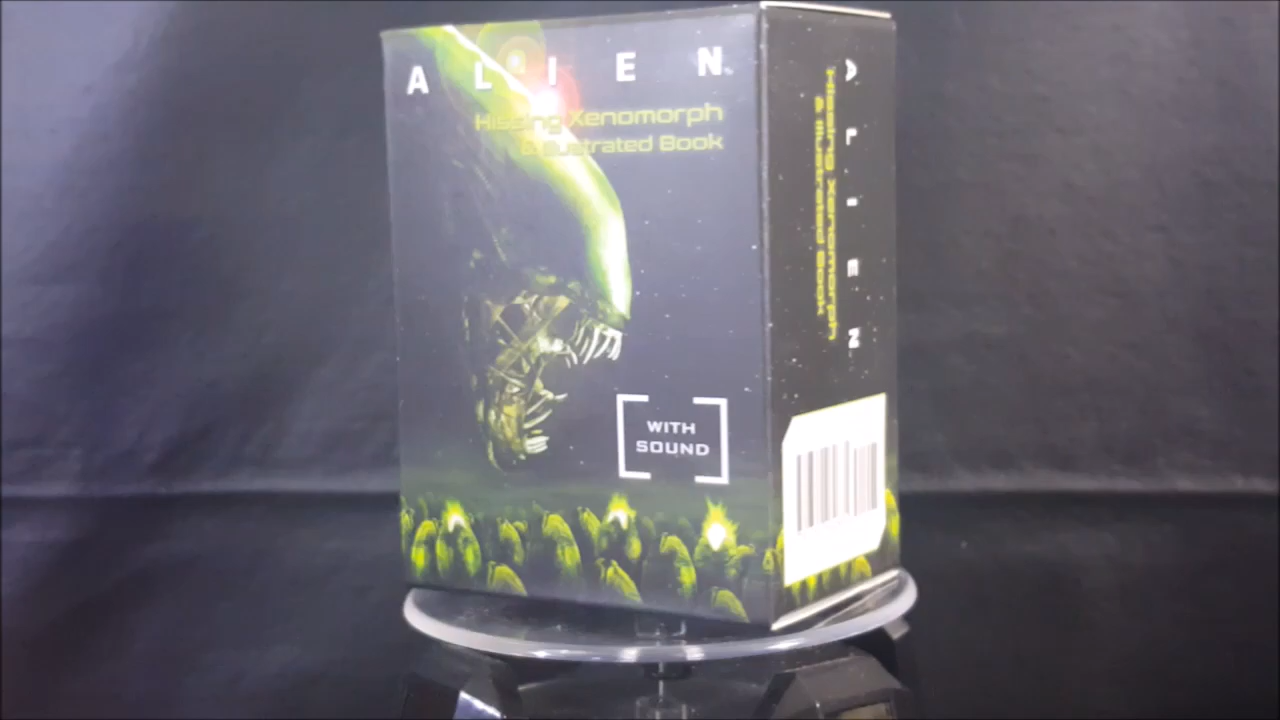 ALIEN
Hissing Xenomorph
& Illustrated Book
WITH
SOUND
ALIEN
Hissing Xenomorph
& Illustrated Book